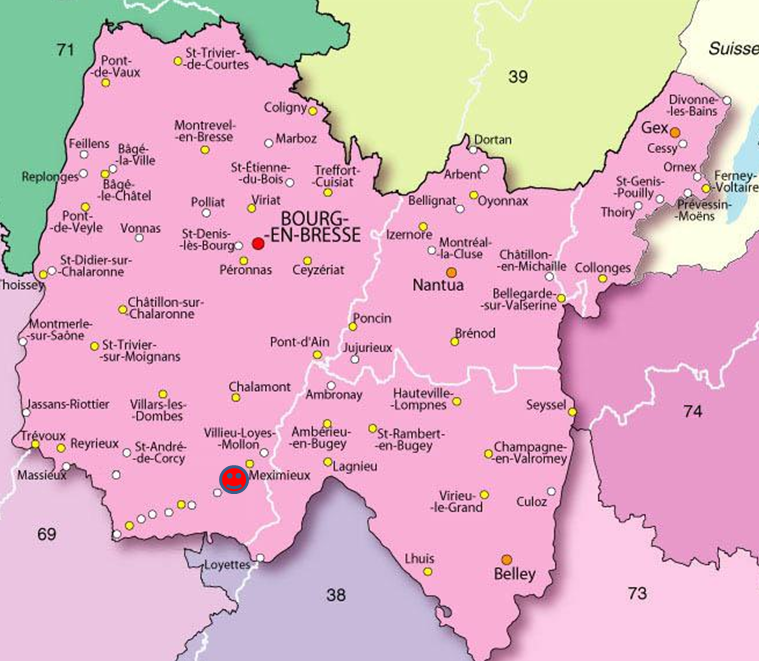 71
Pont-
-de-Vaux
St-Trivier-
-de-Courtes
39
Suisse
Coligny
Divonne-
-les-Bains
Montrevel-
-en-Bresse
Marboz
Gex
Cessy
Dortan
Feillens
Bâgé-
-la-Ville
Replonges
Bâgé-
-le-Châtel
St-Étienne-
-du-Bois
Treffort-
-Cuisiat
Arbent
Ornex
Ferney-
-Voltaire
St-Genis-
-Pouilly
Prévessin-
-Moëns
Thoiry
Polliat
Viriat
Bellignat
Oyonnax
Pont-
-de-Veyle
Vonnas
BOURG-
-EN-BRESSE
St-Denis-
-lès-Bourg
Izernore
Montréal-
-la-Cluse
Péronnas
Ceyzériat
Châtillon-
-en-Michaille
Collonges
St-Didier-sur-
-Chalaronne
Thoissey
Nantua
Bellegarde-
-sur-Valserine
Châtillon-sur-
-Chalaronne
Poncin
Montmerle-
-sur-Saône
Brénod
St-Trivier-
-sur-Moignans
Pont-d'Ain
Jujurieux
Chalamont
Ambronay
Hauteville-
-Lompnes
Jassans-Riottier
Villars-les-
-Dombes
Seyssel
74
Trévoux
Reyrieux
Villieu-Loyes-
-Mollon
Ambérieu-
-en-Bugey
St-Rambert-
-en-Bugey
St-André-
-de-Corcy
Champagne-
-en-Valromey
Massieux
Meximieux
Lagnieu
Virieu-
-le-Grand
Culoz
69
Loyettes
Lhuis
Belley
38
73